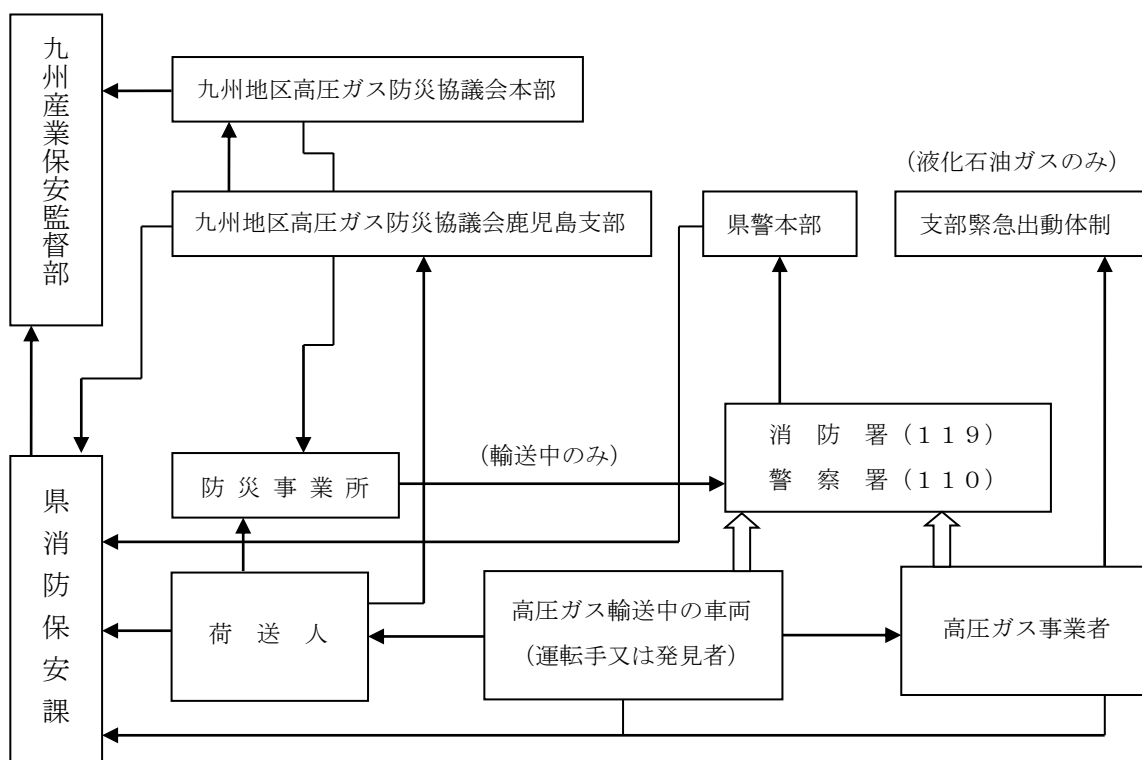 九州産業保安監督部
九州地区高圧ガス防災協議会本部
(液化石油ガスのみ)
九州地区高圧ガス防災協議会鹿児島支部
県警本部
支部緊急出動体制
消　防　署(１１９)
警　察　署(１１０)
(輸送中のみ)
防 災 事 業 所
県消防保安課
荷　送　人
高圧ガス輸送中の車両
(運転手又は発見者)
高圧ガス事業者